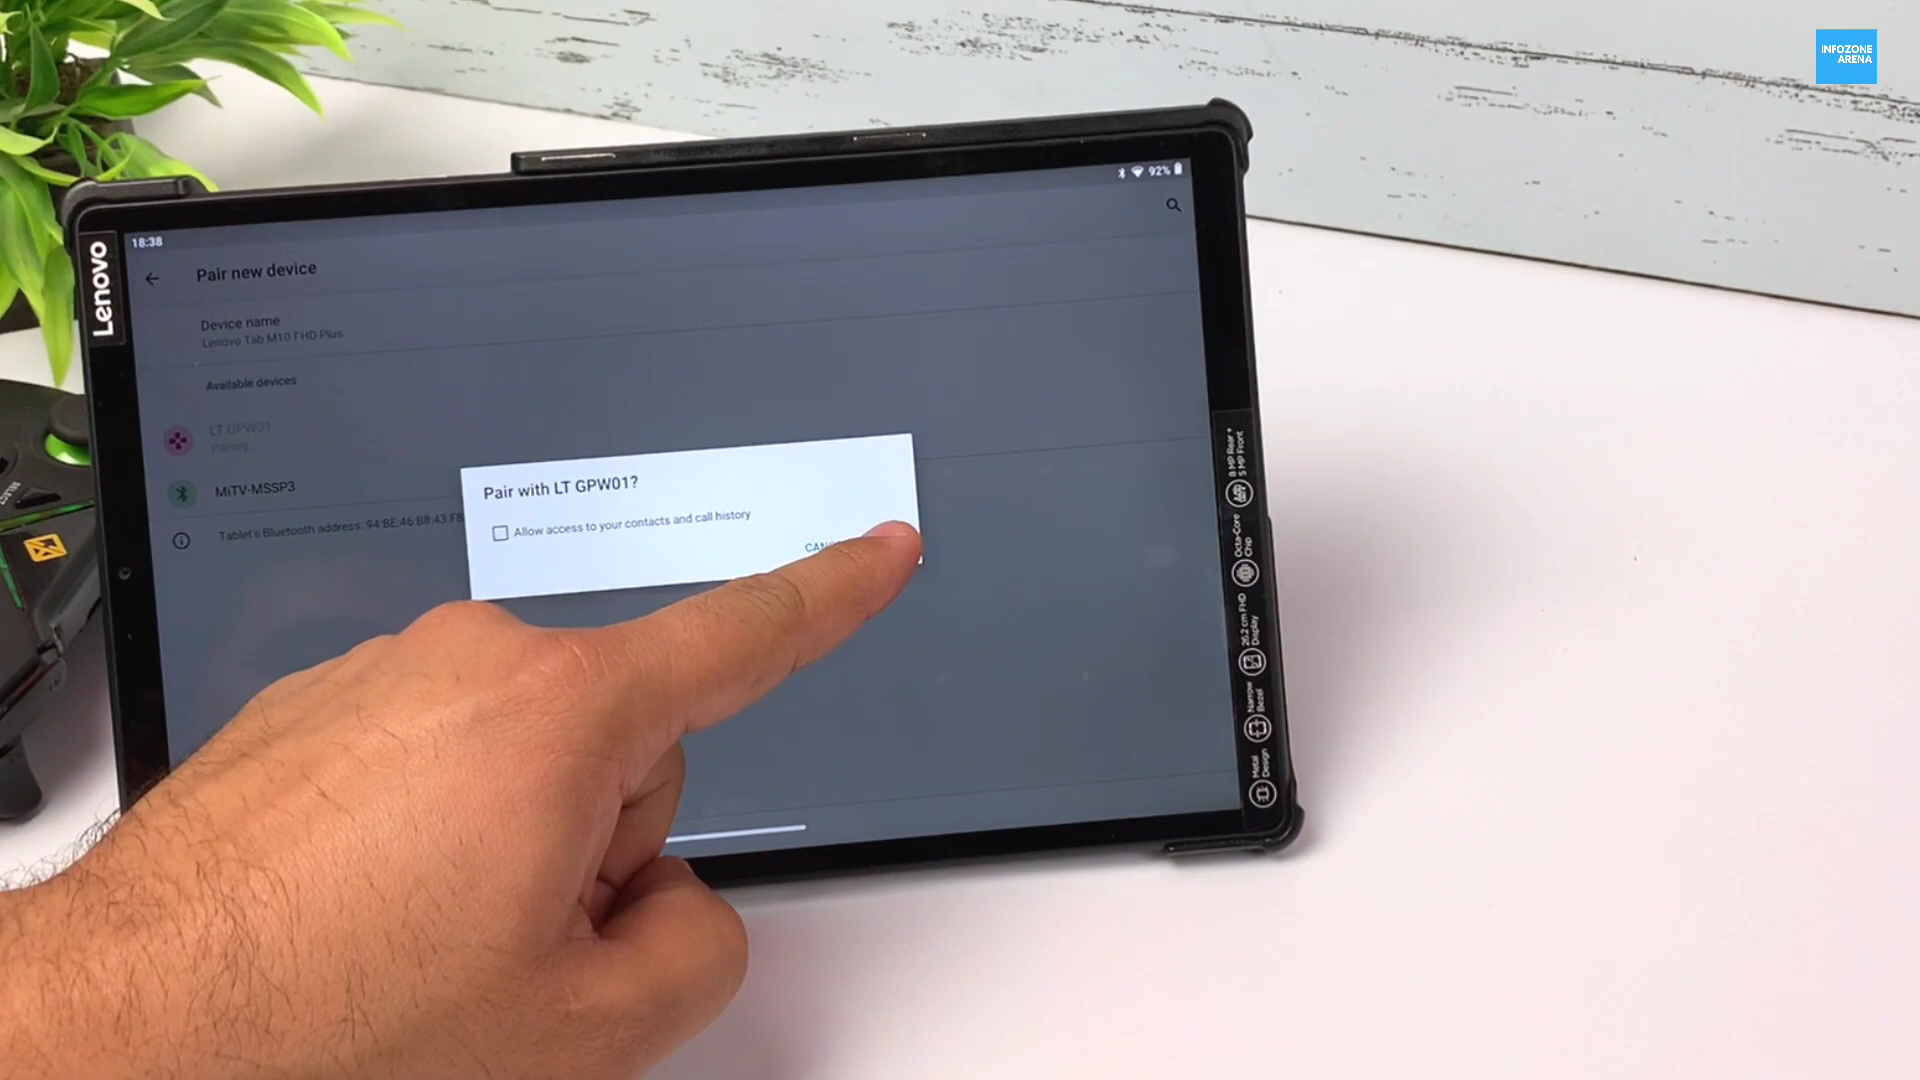 INFOZONE
ARENA
Lenovo
18:38
92%
Pair new device
Device name
Lenovo Tab M10 FHD Plus
Available devices
LT GPW01
Pairing...
MiTV-MSSP3
Tablet's Bluetooth address: 94:BE:46:B8:43:F8
Pair with LT GPW01?
Allow access to your contacts and call history
SELECT
8 MP Rear +
5 MP Front
Octa-Core
Chip
26.2 cm FHD
Display
Narrow
Bezel
Metal
Design